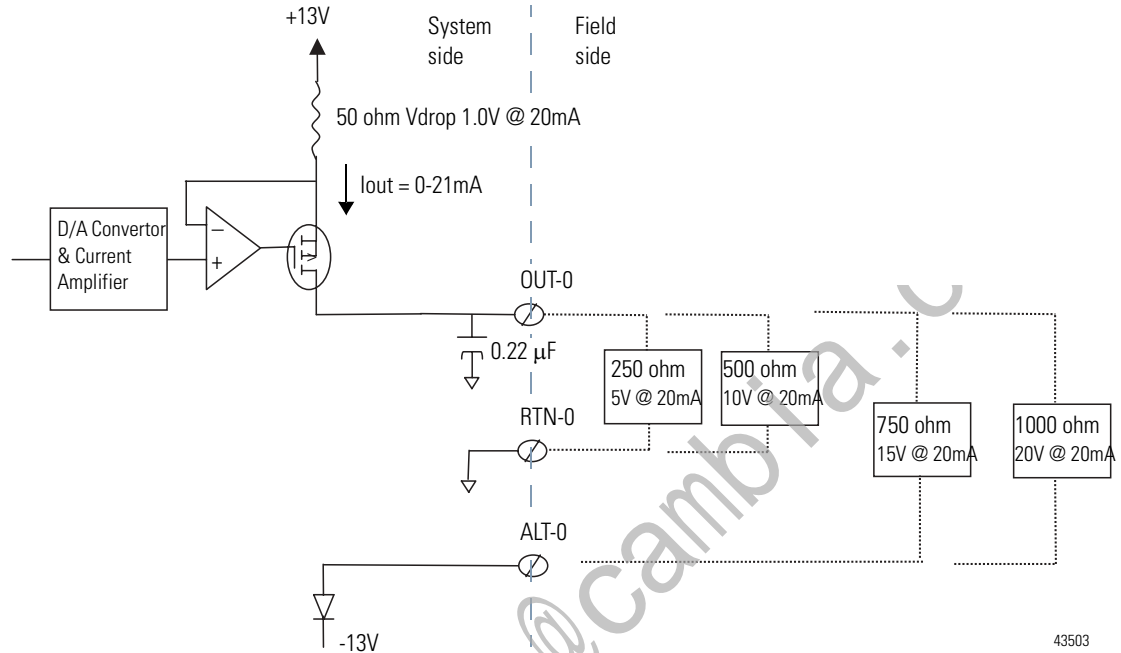 +13V
System
side
Field
side
50 ohm Vdrop 1.0V @ 20mA
Iout = 0-21mA
D/A Convertor
& Current
Amplifier
−
+
OUT-0
0.22 µF
250 ohm
5V @ 20mA
500 ohm
10V @ 20mA
RTN-0
750 ohm
15V @ 20mA
1000 ohm
20V @ 20mA
ALT-0
-13V
@cambia.c
43503